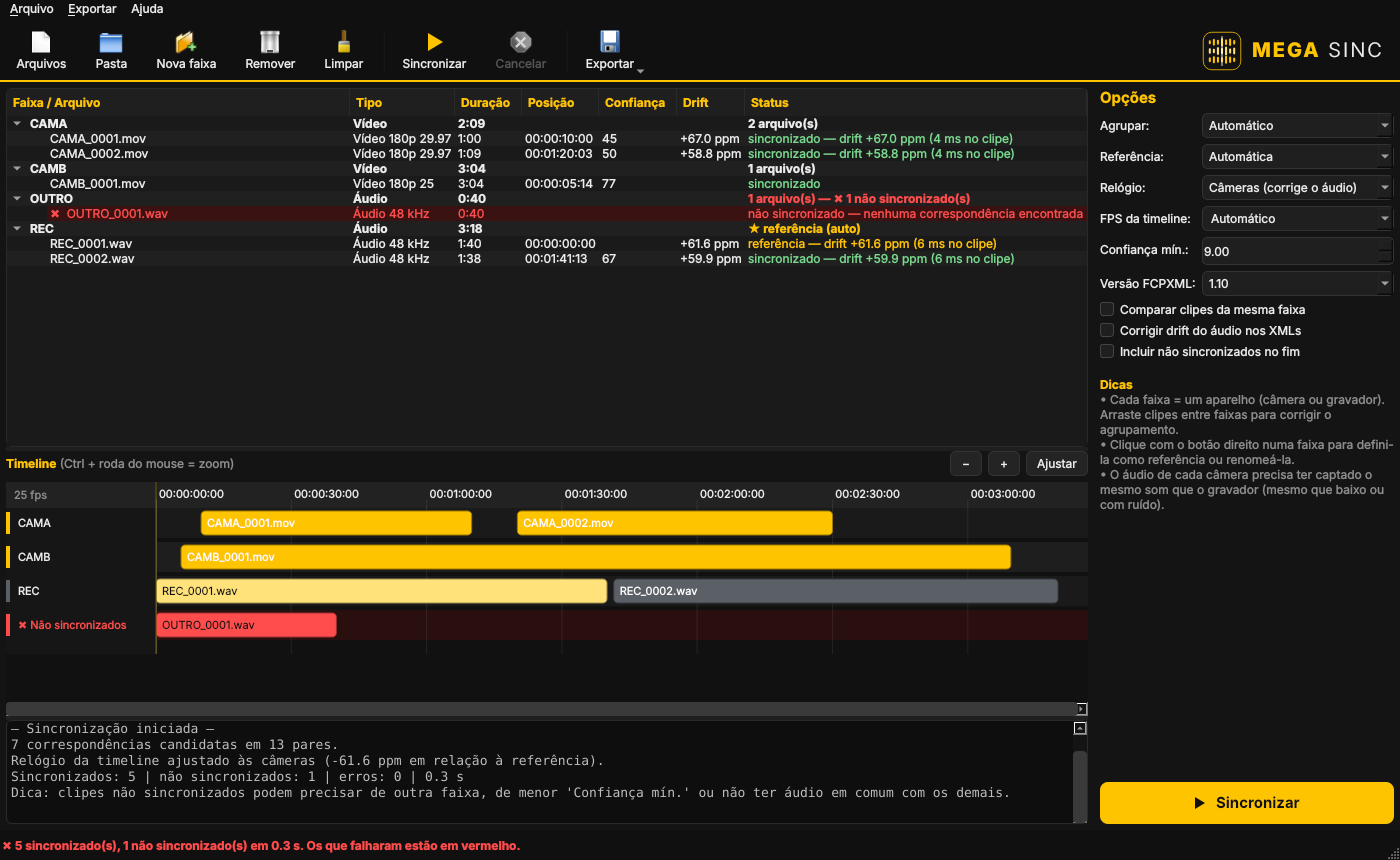 Arquivo Exportar Ajuda
Arquivos Pasta Nova faixa Remover Limpar Sincronizar Cancelar Exportar
MEGA SINC
Faixa / Arquivo Tipo Duração Posição Confiança Drift Status
CAMA Vídeo 2:09 2 arquivo(s)
CAMA_0001.mov Vídeo 180p 29.97 1:00 00:00:10:00 45 +67.0 ppm sincronizado — drift +67.0 ppm (4 ms no clipe)
CAMA_0002.mov Vídeo 180p 29.97 1:09 00:01:20:03 50 +58.8 ppm sincronizado — drift +58.8 ppm (4 ms no clipe)
CAMB Vídeo 3:04 1 arquivo(s)
CAMB_0001.mov Vídeo 180p 25 3:04 00:00:05:14 77 sincronizado
OUTRO Áudio 0:40 1 arquivo(s) — ✖ 1 não sincronizado(s)
✖ OUTRO_0001.wav Áudio 48 kHz 0:40 não sincronizado — nenhuma correspondência encontrada
REC Áudio 3:18 ★ referência (auto)
REC_0001.wav Áudio 48 kHz 1:40 00:00:00:00 +61.6 ppm referência — drift +61.6 ppm (6 ms no clipe)
REC_0002.wav Áudio 48 kHz 1:38 00:01:41:13 67 +59.9 ppm sincronizado — drift +59.9 ppm (6 ms no clipe)
Opções
Agrupar: Automático
Referência: Automática
Relógio: Câmeras (corrige o áudio)
FPS da timeline: Automático
Confiança mín.: 9.00
Versão FCPXML: 1.10
Comparar clipes da mesma faixa
Corrigir drift do áudio nos XMLs
Incluir não sincronizados no fim
Dicas
• Cada faixa = um aparelho (câmera ou gravador).
Arraste clipes entre faixas para corrigir o
agrupamento.
• Clique com o botão direito numa faixa para defini-
la como referência ou renomeá-la.
• O áudio de cada câmera precisa ter captado o
mesmo som que o gravador (mesmo que baixo ou
com ruído).
Timeline (Ctrl + roda do mouse = zoom) – + Ajustar
25 fps 00:00:00:00 00:00:30:00 00:01:00:00 00:01:30:00 00:02:00:00 00:02:30:00 00:03:00:00
CAMA CAMA_0001.mov CAMA_0002.mov
CAMB CAMB_0001.mov
REC REC_0001.wav REC_0002.wav
✖ Não sincronizados OUTRO_0001.wav
— Sincronização iniciada —
7 correspondências candidatas em 13 pares.
Relógio da timeline ajustado às câmeras (-61.6 ppm em relação à referência).
Sincronizados: 5 | não sincronizados: 1 | erros: 0 | 0.3 s
Dica: clipes não sincronizados podem precisar de outra faixa, de menor 'Confiança mín.' ou não ter áudio em comum com os demais.
▶ Sincronizar
✖ 5 sincronizado(s), 1 não sincronizado(s) em 0.3 s. Os que falharam estão em vermelho.